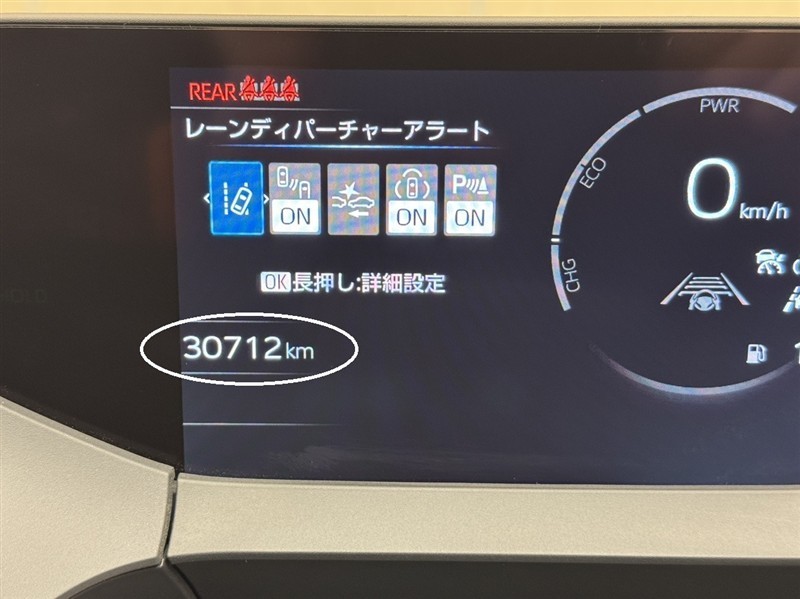 REAR
レーンディパーチャーアラート
ON ON ON
P
OK長押し:詳細設定
30712km
PWR
ECO
CHG
0km/h